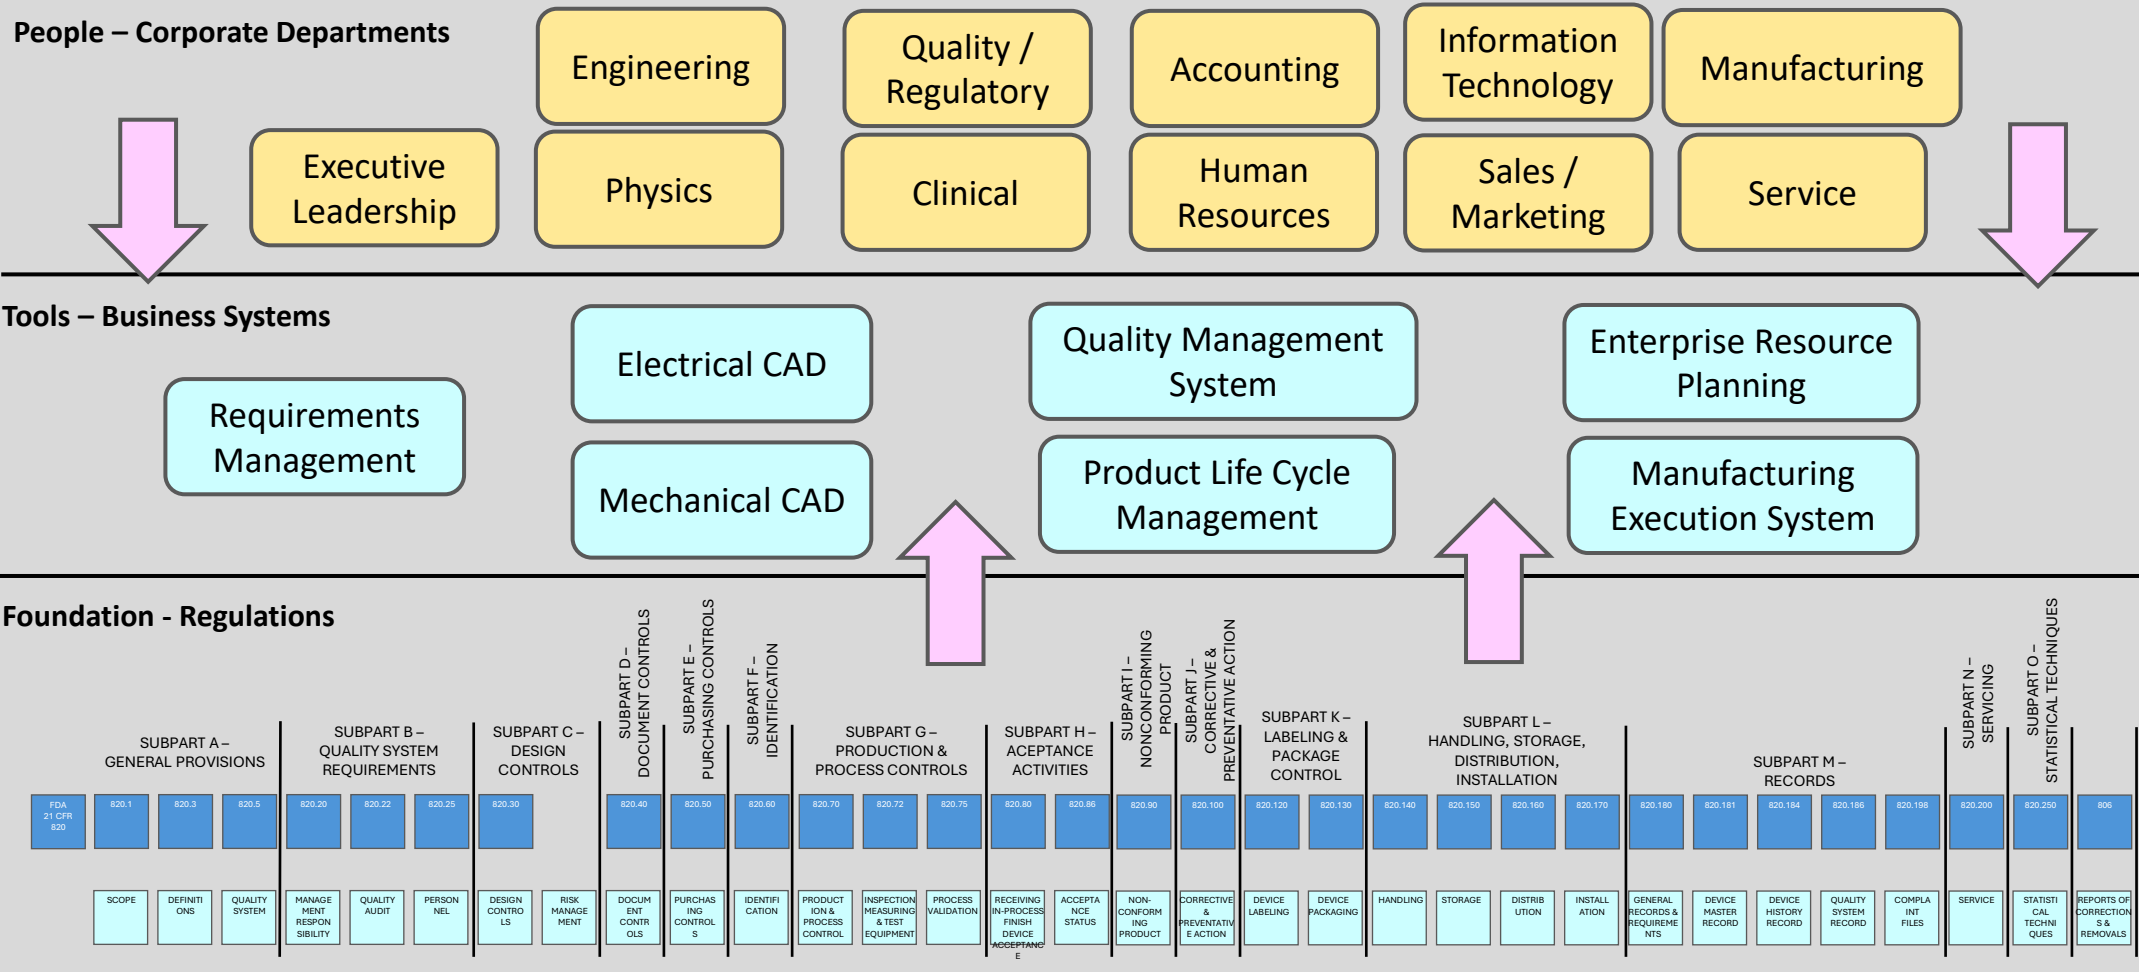 People – Corporate Departments
Engineering
Quality /
Regulatory
Accounting
Information
Technology
Manufacturing
Executive
Leadership
Physics
Clinical
Human
Resources
Sales /
Marketing
Service
Tools – Business Systems
Requirements
Management
Electrical CAD
Mechanical CAD
Quality Management
System
Product Life Cycle
Management
Enterprise Resource
Planning
Manufacturing
Execution System
Foundation - Regulations
SUBPART A –
GENERAL PROVISIONS
SUBPART B –
QUALITY SYSTEM
REQUIREMENTS
SUBPART C –
DESIGN
CONTROLS
SUBPART D –
DOCUMENT CONTROLS
SUBPART E –
PURCHASING CONTROLS
SUBPART F –
IDENTIFICATION
SUBPART G –
PRODUCTION &
PROCESS CONTROLS
SUBPART H –
ACEPTANCE
ACTIVITIES
SUBPART I –
NONCONFORMING
PRODUCT
SUBPART J –
CORRECTIVE &
PREVENTATIVE ACTION
SUBPART K –
LABELING &
PACKAGE
CONTROL
SUBPART L –
HANDLING, STORAGE,
DISTRIBUTION,
INSTALLATION
SUBPART M –
RECORDS
SUBPART N –
SERVICING
SUBPART O –
STATISTICAL TECHNIQUES
FDA
21 CFR
820
820.1
820.3
820.5
820.20
820.22
820.25
820.30
820.40
820.50
820.60
820.70
820.72
820.75
820.80
820.86
820.90
820.100
820.120
820.130
820.140
820.150
820.160
820.170
820.180
820.181
820.184
820.186
820.198
820.200
820.250
806
SCOPE
DEFINITI
ONS
QUALITY
SYSTEM
MANAGE
MENT
RESPON
SIBILITY
QUALITY
AUDIT
PERSON
NEL
DESIGN
CONTRO
LS
RISK
MANAGE
MENT
DOCUM
ENT
CONTR
OLS
PURCHAS
ING
CONTROL
S
IDENTIFI
CATION
PRODUCT
ION &
PROCESS
CONTROL
INSPECTION
MEASURING
& TEST
EQUIPMENT
PROCESS
VALIDATION
RECEIVING
IN-PROCESS
FINISH
DEVICE
ACCEPTANC
E
ACCEPTA
NCE
STATUS
NON-
CONFORM
ING
PRODUCT
CORRECTIVE
&
PREVENTATIV
E ACTION
DEVICE
LABELING
DEVICE
PACKAGING
HANDLING
STORAGE
DISTRIB
UTION
INSTALL
ATION
GENERAL
RECORDS &
REQUIREME
NTS
DEVICE
MASTER
RECORD
DEVICE
HISTORY
RECORD
QUALITY
SYSTEM
RECORD
COMPLA
INT
FILES
SERVICE
STATISTI
CAL
TECHNI
QUES
REPORTS OF
CORRECTION
S &
REMOVALS